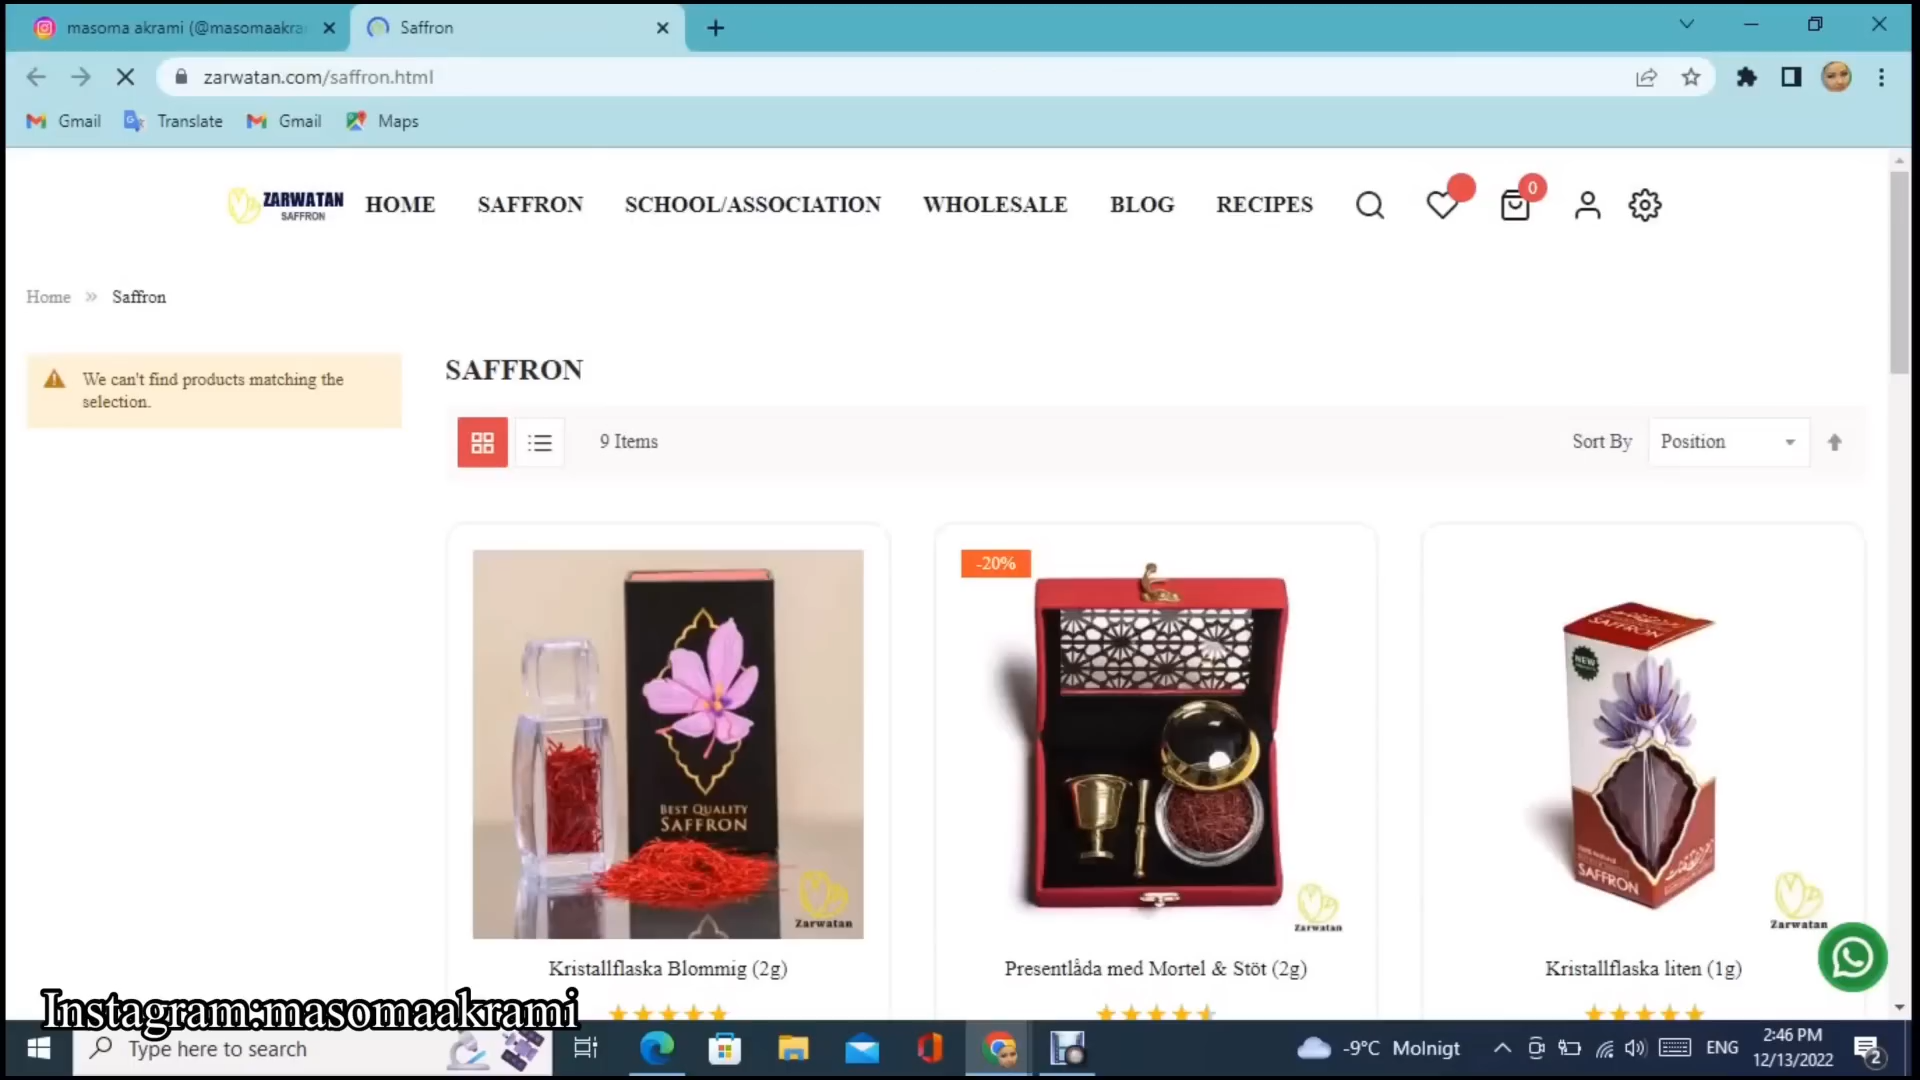 masoma akrami (@masomaakra
Saffron
zarwatan.com/saffron.html
Gmail
Translate
Gmail
Maps
ZARWATAN
SAFFRON
HOME
SAFFRON
SCHOOL/ASSOCIATION
WHOLESALE
BLOG
RECIPES
0
Home » Saffron
We can't find products matching the
selection.
SAFFRON
9 Items
Sort By
Position
BEST QUALITY
SAFFRON
Zarwatan
-20%
Zarwatan
SAFFRON
NEW
SAFFRON
Zarwatan
Kristallflaska Blommig (2g)
Presentlåda med Mortel & Stöt (2g)
Kristallflaska liten (1g)
Instagram:masomaakrami
Type here to search
-9°C Molnigt
ENG
2:46 PM
12/13/2022
2